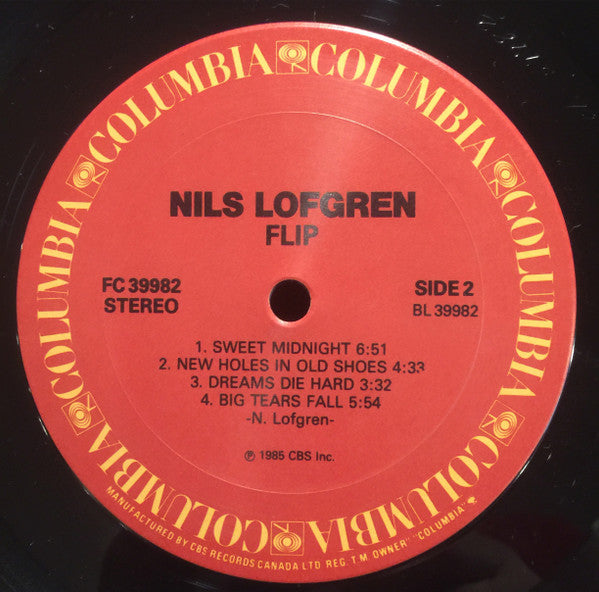 COLUMBIA COLUMBIA COLUMBIA COLUMBIA COLUMBIA COLUMBIA COLUMBIA COLUMBIA
NILS LOFGREN
FLIP
FC 39982
STEREO
SIDE 2
BL 39982
1. SWEET MIDNIGHT 6:51
2. NEW HOLES IN OLD SHOES 4:33
3. DREAMS DIE HARD 3:32
4. BIG TEARS FALL 5:54
-N. Lofgren-
℗ 1985 CBS Inc.
MANUFACTURED BY CBS RECORDS CANADA LTD REG. T.M. OWNER "COLUMBIA"